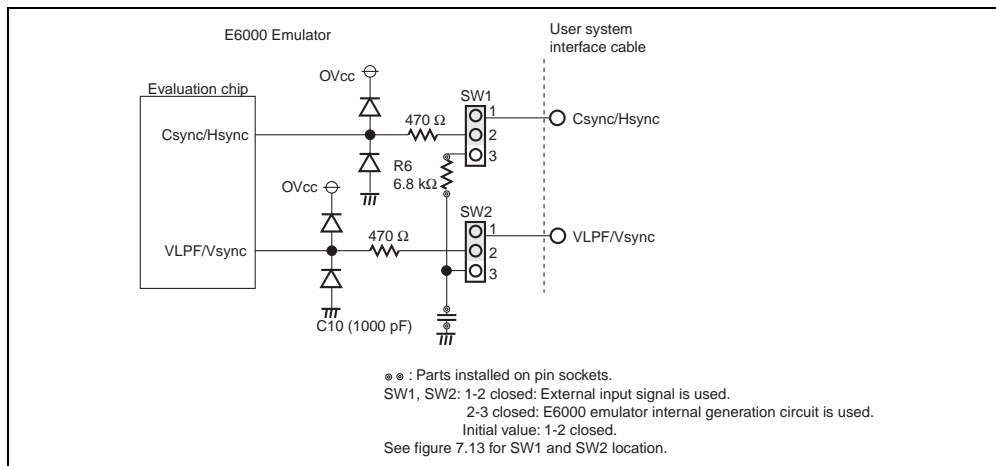 E6000 Emulator
User system
interface cable
OVcc
Evaluation chip
SW1
1
Csync/Hsync
470 Ω
Csync/Hsync
2
3
R6
6.8 kΩ
OVcc
SW2
1
VLPF/Vsync
470 Ω
VLPF/Vsync
2
3
C10 (1000 pF)
: Parts installed on pin sockets.
SW1, SW2: 1-2 closed: External input signal is used.
2-3 closed: E6000 emulator internal generation circuit is used.
Initial value: 1-2 closed.
See figure 7.13 for SW1 and SW2 location.